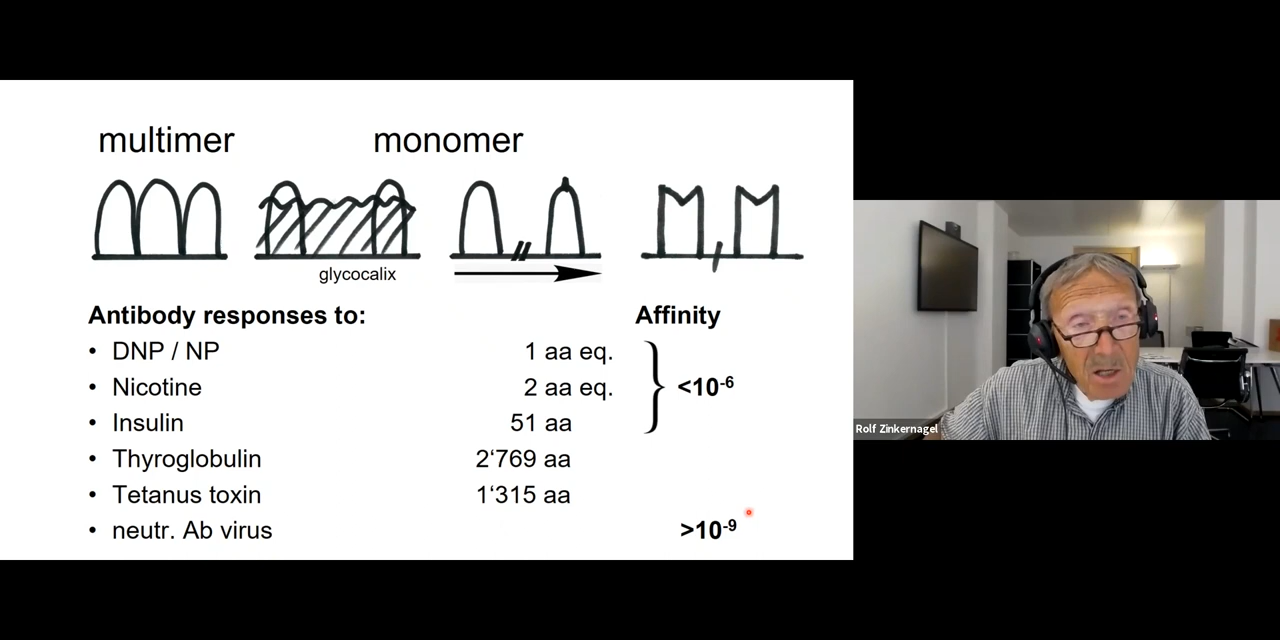 multimer monomer
glycocalix
Antibody responses to: Affinity
• DNP / NP 1 aa eq.
• Nicotine 2 aa eq. <10-6
• Insulin 51 aa
• Thyroglobulin 2‘769 aa
• Tetanus toxin 1‘315 aa
• neutr. Ab virus >10-9
Rolf Zinkernagel